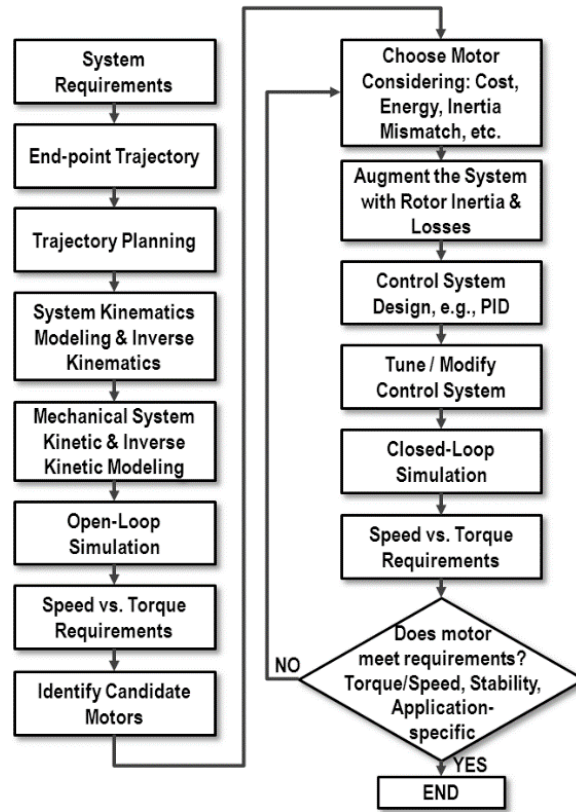 System
Requirements
End-point Trajectory
Trajectory Planning
System Kinematics
Modeling & Inverse
Kinematics
Mechanical System
Kinetic & Inverse
Kinetic Modeling
Open-Loop
Simulation
Speed vs. Torque
Requirements
Identify Candidate
Motors
Choose Motor
Considering: Cost,
Energy, Inertia
Mismatch, etc.
Augment the System
with Rotor Inertia &
Losses
Control System
Design, e.g., PID
Tune / Modify
Control System
Closed-Loop
Simulation
Speed vs. Torque
Requirements
Does motor
meet requirements?
Torque/Speed, Stability,
Application-
specific
NO
YES
END